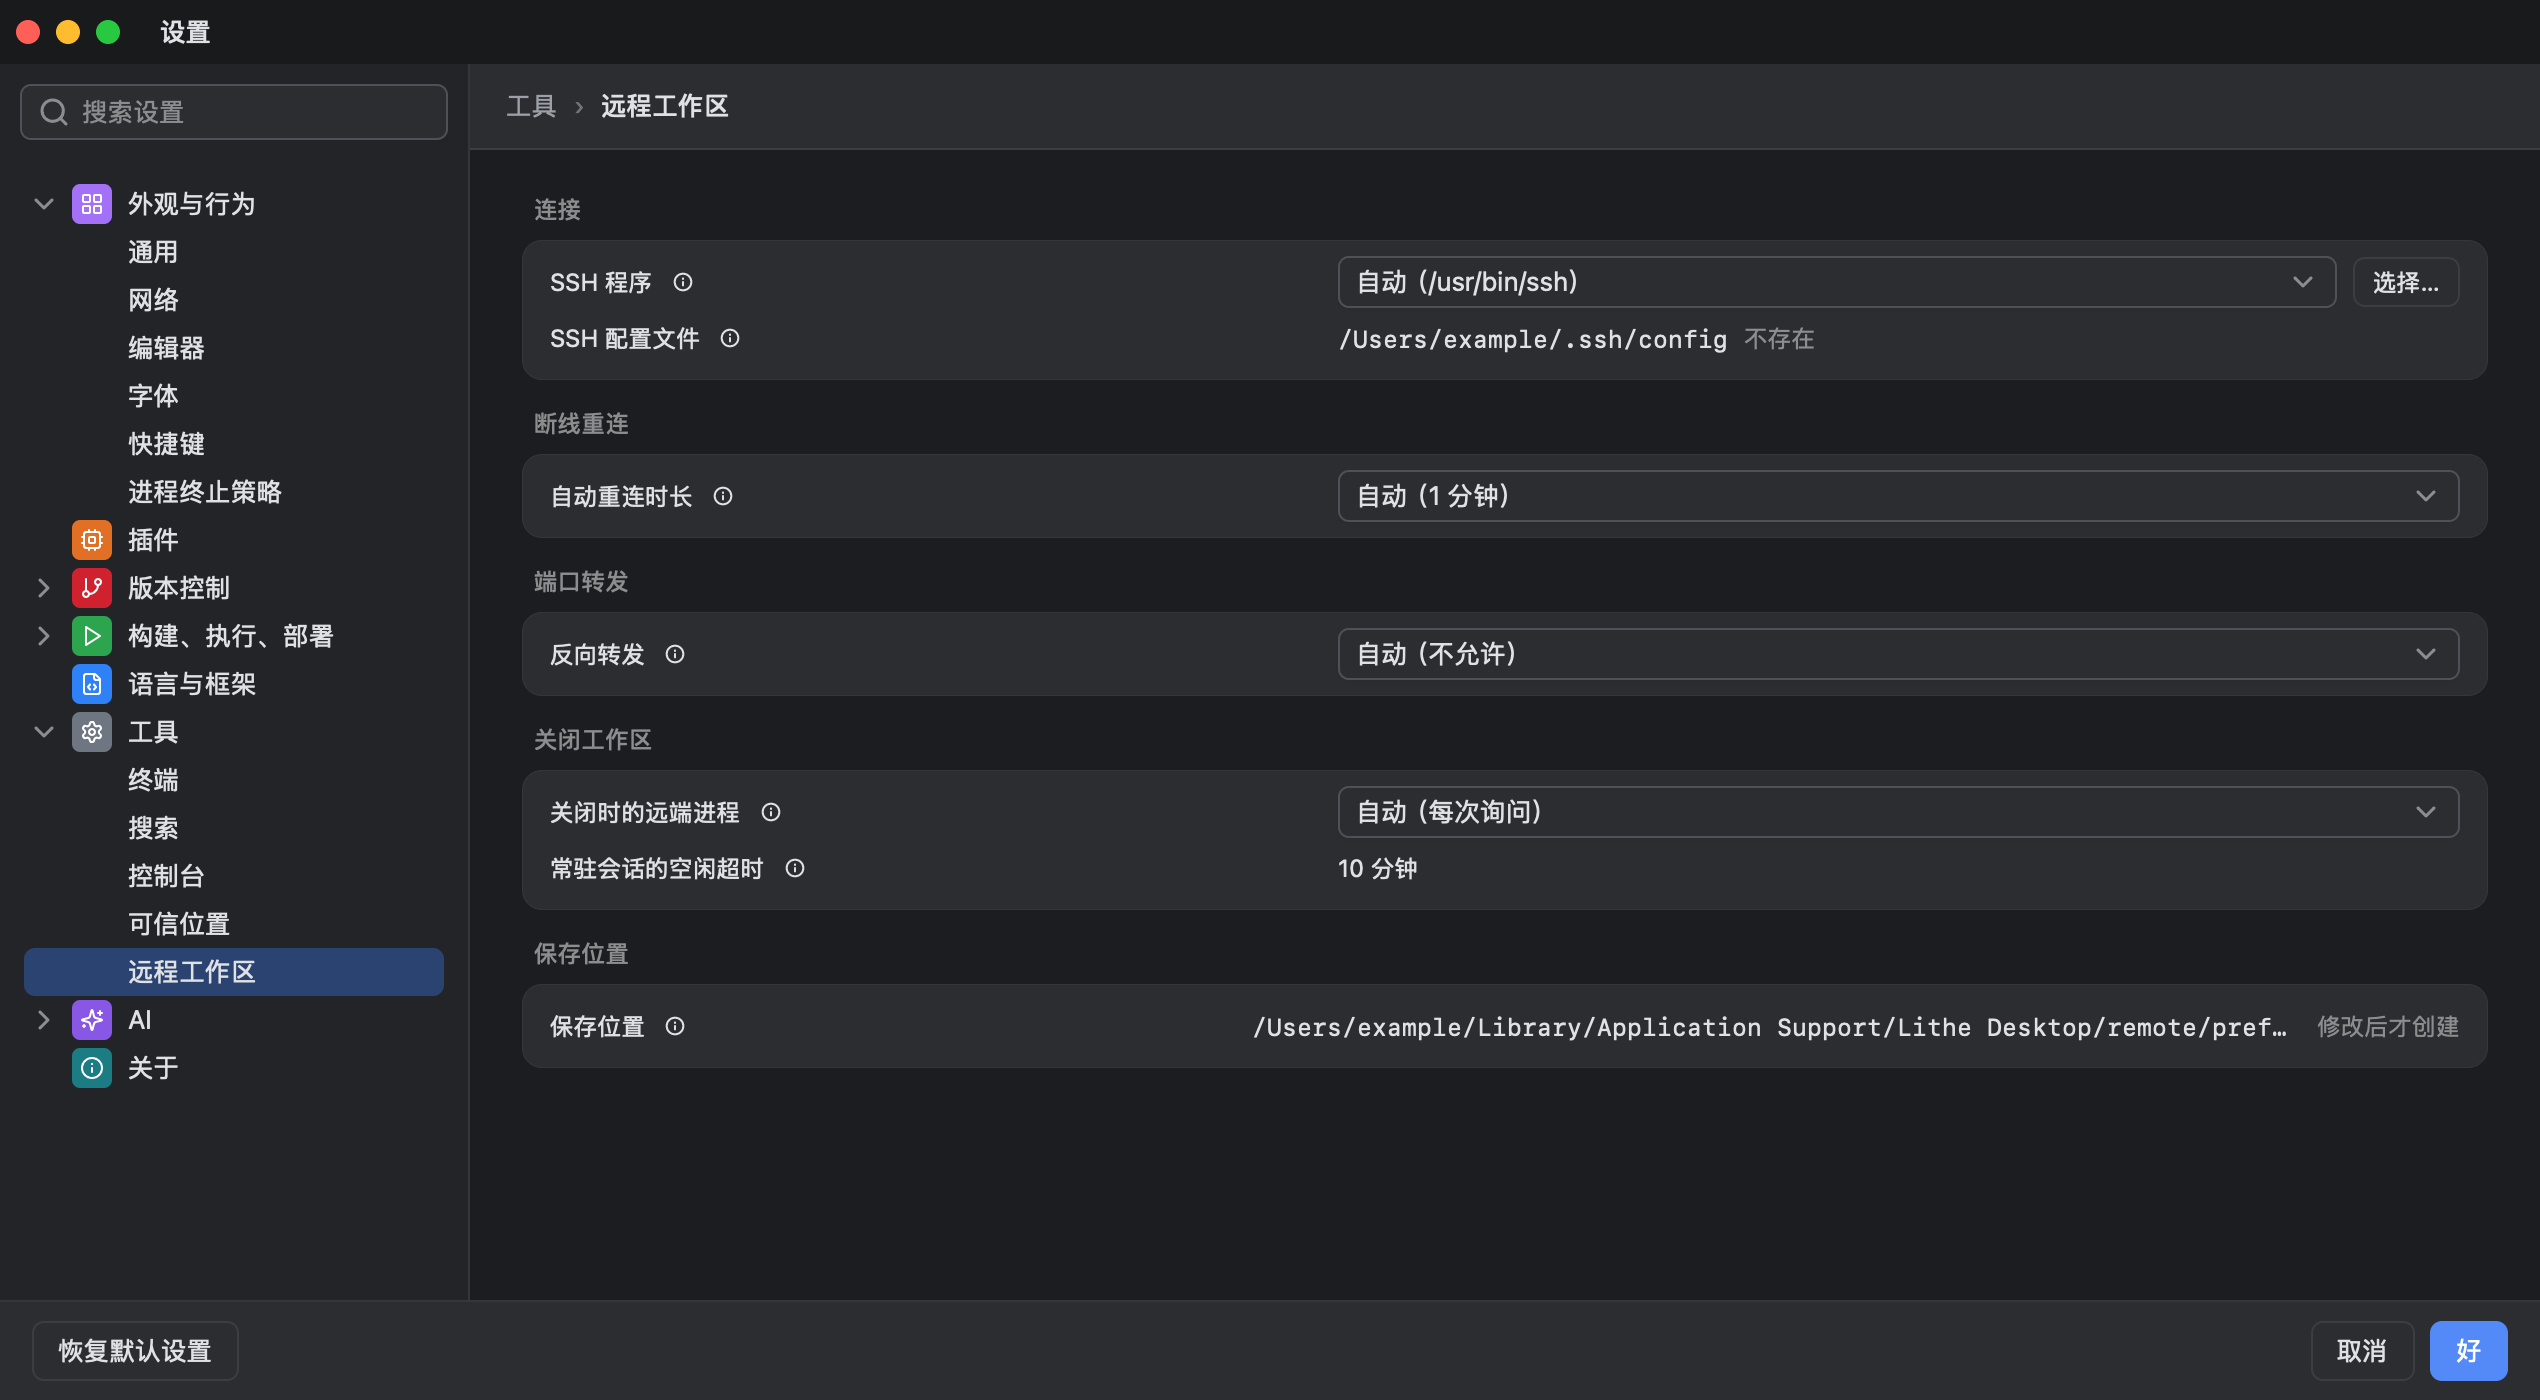 设置
搜索设置
外观与行为
通用
网络
编辑器
字体
快捷键
进程终止策略
插件
版本控制
构建、执行、部署
语言与框架
工具
终端
搜索
控制台
可信位置
远程工作区
AI
关于
工具 › 远程工作区
连接
SSH 程序 自动（/usr/bin/ssh） 选择...
SSH 配置文件 /Users/example/.ssh/config 不存在
断线重连
自动重连时长 自动（1 分钟）
端口转发
反向转发 自动（不允许）
关闭工作区
关闭时的远端进程 自动（每次询问）
常驻会话的空闲超时 10 分钟
保存位置
保存位置 /Users/example/Library/Application Support/Lithe Desktop/remote/pref… 修改后才创建
恢复默认设置 取消 好